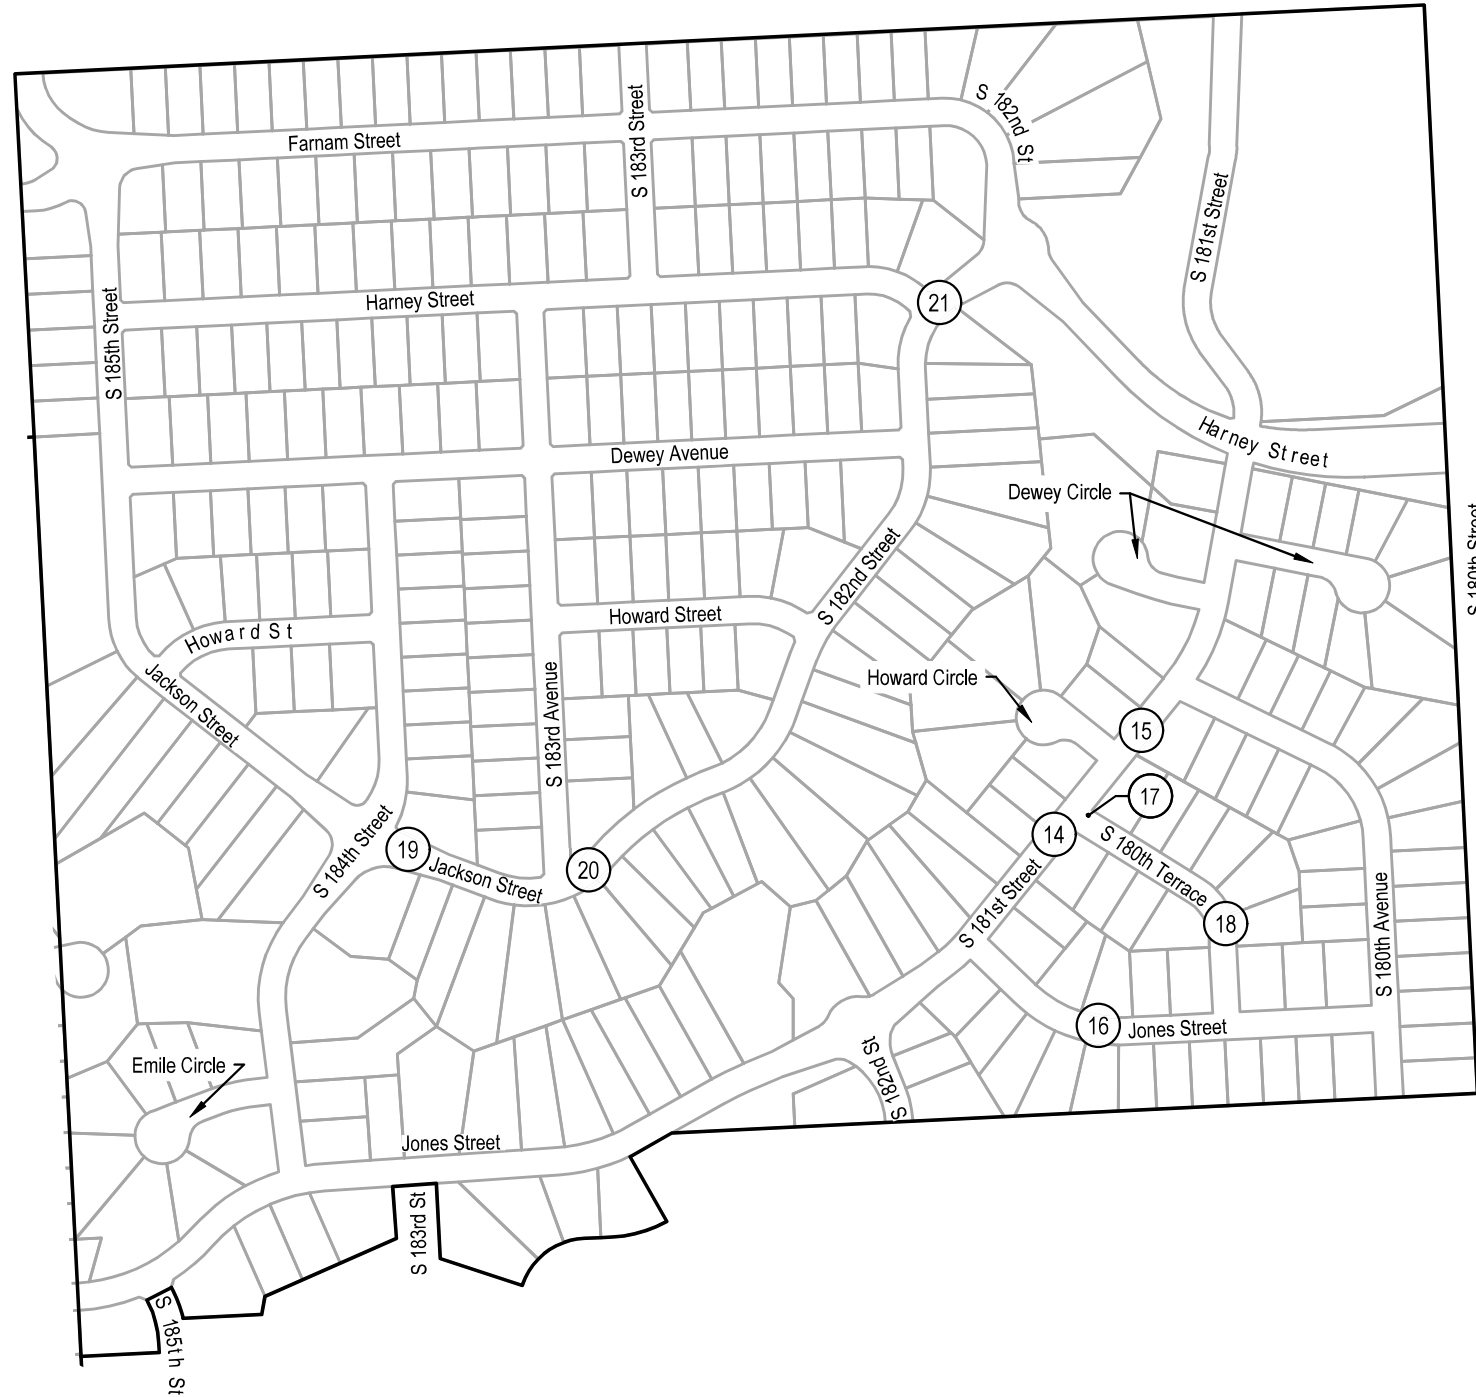 S 182nd St
S 183rd Street
Farnam Street
S 181st Street
Harney Street
21
S 185th Street
Harney Street
Dewey Avenue
Dewey Circle
S 180th Street
S 182nd Street
Howard Street
Howard St
Howard Circle
Jackson Street
S 183rd Avenue
15
17
14
S 184th Street
19
Jackson Street
20
S 180th Terrace
S 181st Street
18
S 180th Avenue
16
Jones Street
Emile Circle
S 182nd St
Jones Street
S 183rd St
S 185th St